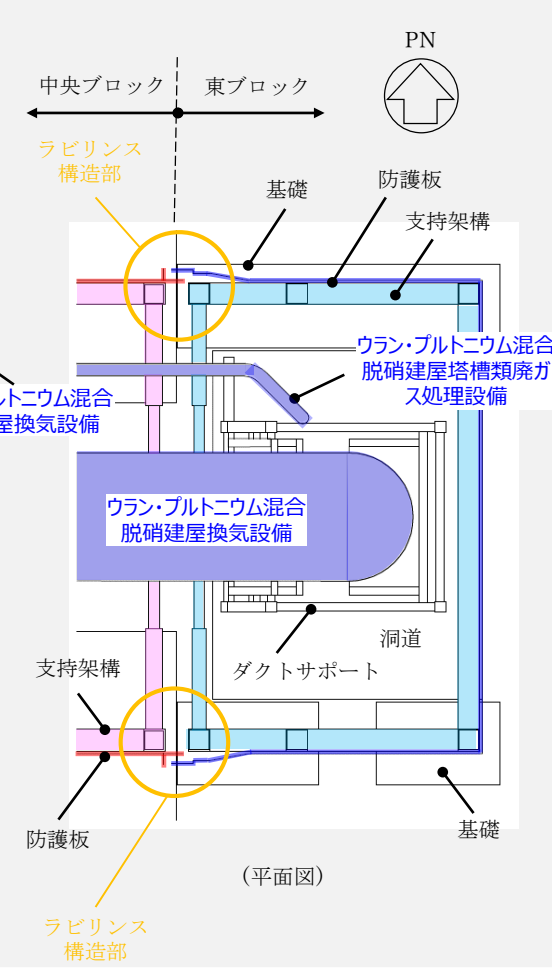 PN
中央ブロック
東ブロック
ラビリンス
構造部
基礎
防護板
支持架構
ウラン・プルトニウム混合
脱硝建屋塔槽類廃ガ
ス処理設備
ルトニウム混合
屋換気設備
ウラン・プルトニウム混合
脱硝建屋換気設備
洞道
支持架構
ダクトサポート
防護板
基礎
(平面図)
ラビリンス
構造部